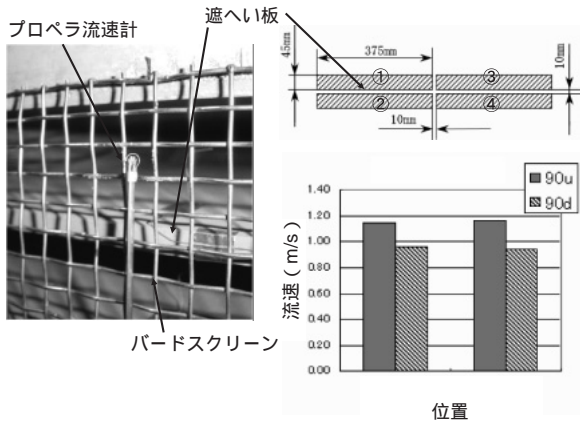 プロペラ流速計
遮へい板
バードスクリーン
45mm
375mm
10mm
①
③
②
④
10mm
流速(m/s)
1.40
1.20
1.00
0.80
0.60
0.40
0.20
0.00
90u
90d
位置